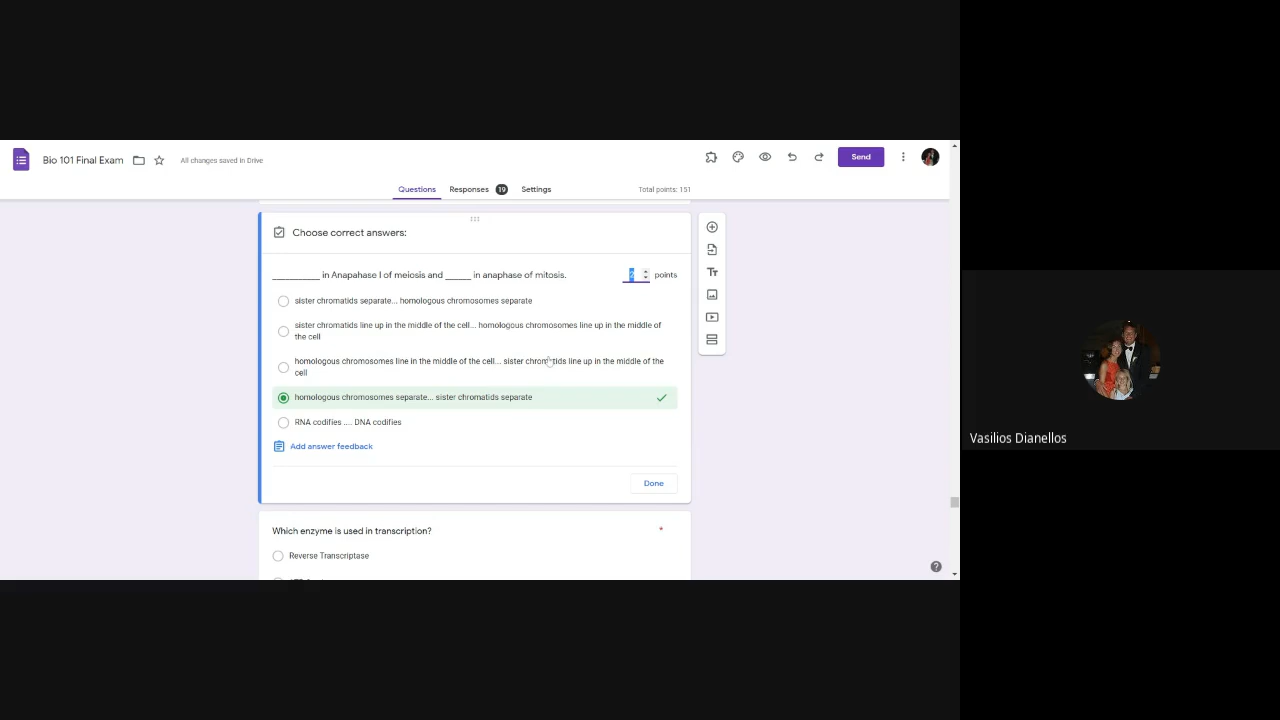 Bio 101 Final Exam
All changes saved in Drive
Send
Questions
Responses
19
Settings
Total points: 151
Choose correct answers:
__________ in Anapahase I of meiosis and ______ in anaphase of mitosis.
points
sister chromatids separate... homologous chromosomes separate
sister chromatids line up in the middle of the cell... homologous chromosomes line up in the middle of
the cell
homologous chromosomes line in the middle of the cell... sister chromatids line up in the middle of the
cell
homologous chromosomes separate... sister chromatids separate
RNA codifies .... DNA codifies
Add answer feedback
Done
Which enzyme is used in transcription?
*
Reverse Transcriptase
Tт
Vasilios Dianellos